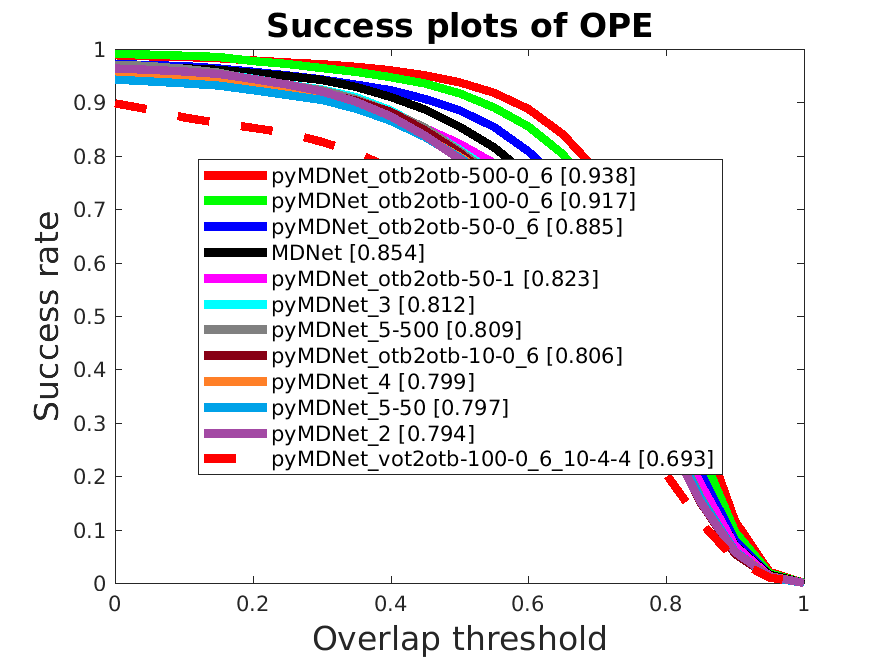 Success plots of OPE
Success rate
1
0.9
0.8
0.7
0.6
0.5
0.4
0.3
0.2
0.1
0
pyMDNet_otb2otb-500-0_6 [0.938]
pyMDNet_otb2otb-100-0_6 [0.917]
pyMDNet_otb2otb-50-0_6 [0.885]
MDNet [0.854]
pyMDNet_otb2otb-50-1 [0.823]
pyMDNet_3 [0.812]
pyMDNet_5-500 [0.809]
pyMDNet_otb2otb-10-0_6 [0.806]
pyMDNet_4 [0.799]
pyMDNet_5-50 [0.797]
pyMDNet_2 [0.794]
pyMDNet_vot2otb-100-0_6_10-4-4 [0.693]
0 0.2 0.4 0.6 0.8 1
Overlap threshold